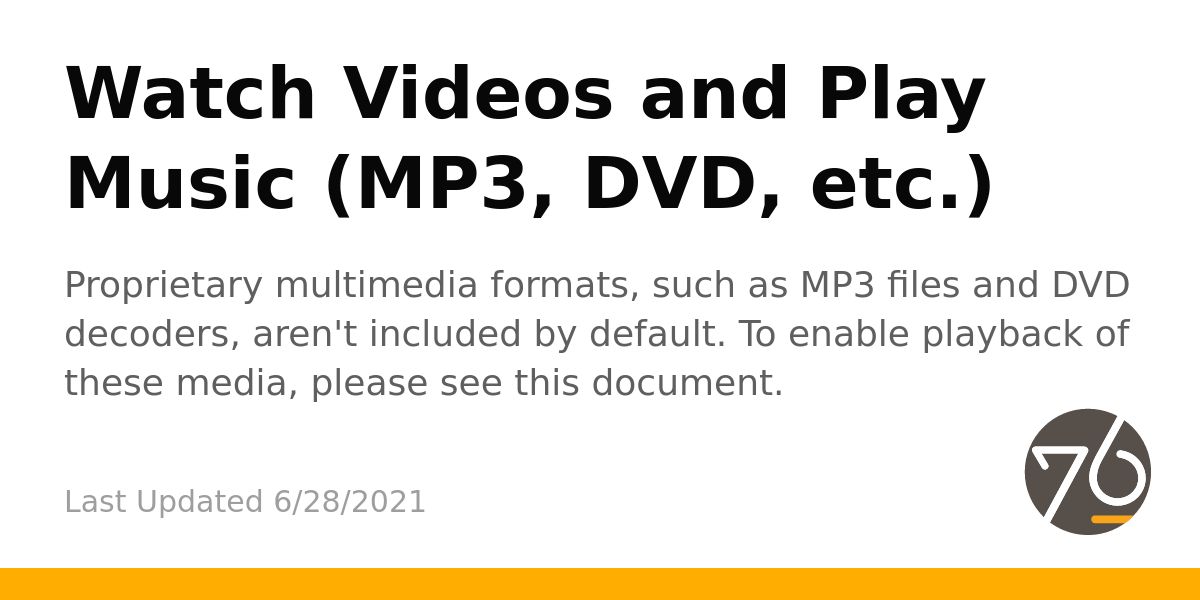 Watch Videos and Play
Music (MP3, DVD, etc.)
Proprietary multimedia formats, such as MP3 files and DVD
decoders, aren't included by default. To enable playback of
these media, please see this document.
Last Updated 6/28/2021
76